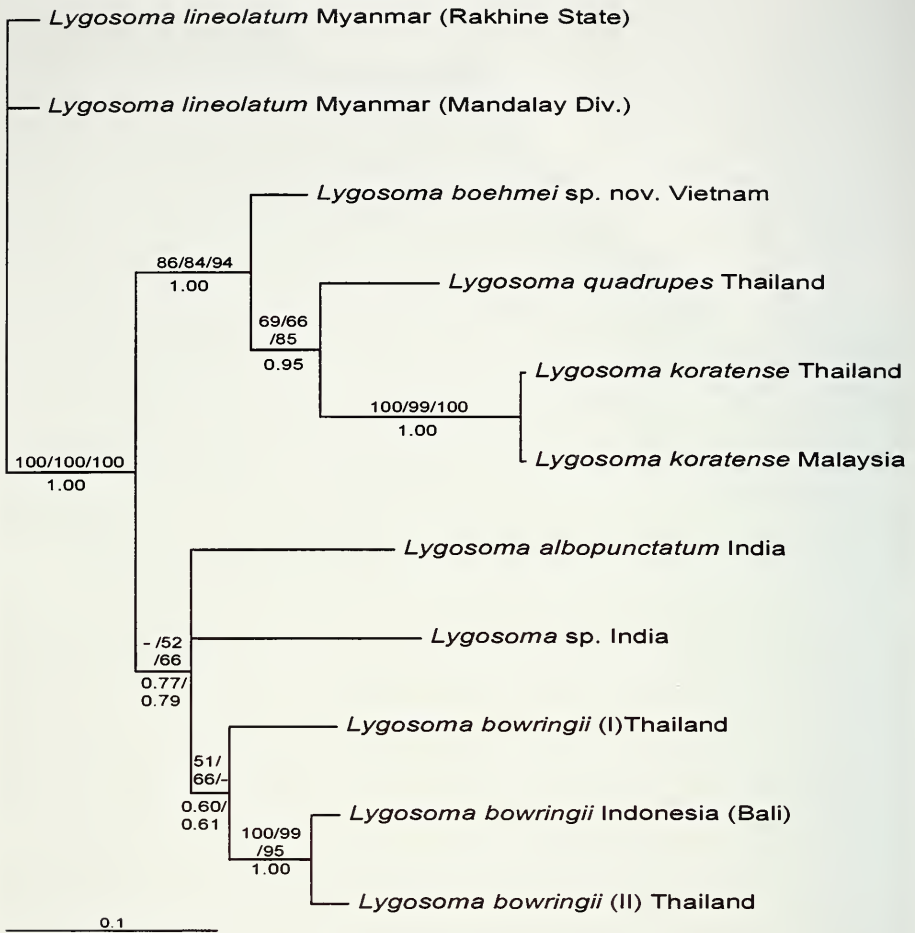 Lygosoma lineolatum Myanmar (Rakhine State)
Lygosoma lineolatum Myanmar (Mandalay Div.)
Lygosoma boehmei sp. nov. Vietnam
86/84/94
1.00
Lygosoma quadrupes Thailand
69/66
/85
0.95
Lygosoma koratense Thailand
100/99/100
1.00
Lygosoma koratense Malaysia
100/100/100
1.00
Lygosoma albopunctatum India
Lygosoma sp. India
- /52
/66
0.77/
0.79
Lygosoma bowringii (I)Thailand
51/
66/-
0.60/
0.61
Lygosoma bowringii Indonesia (Bali)
100/99
/95
1.00
Lygosoma bowringii (II) Thailand
0.1